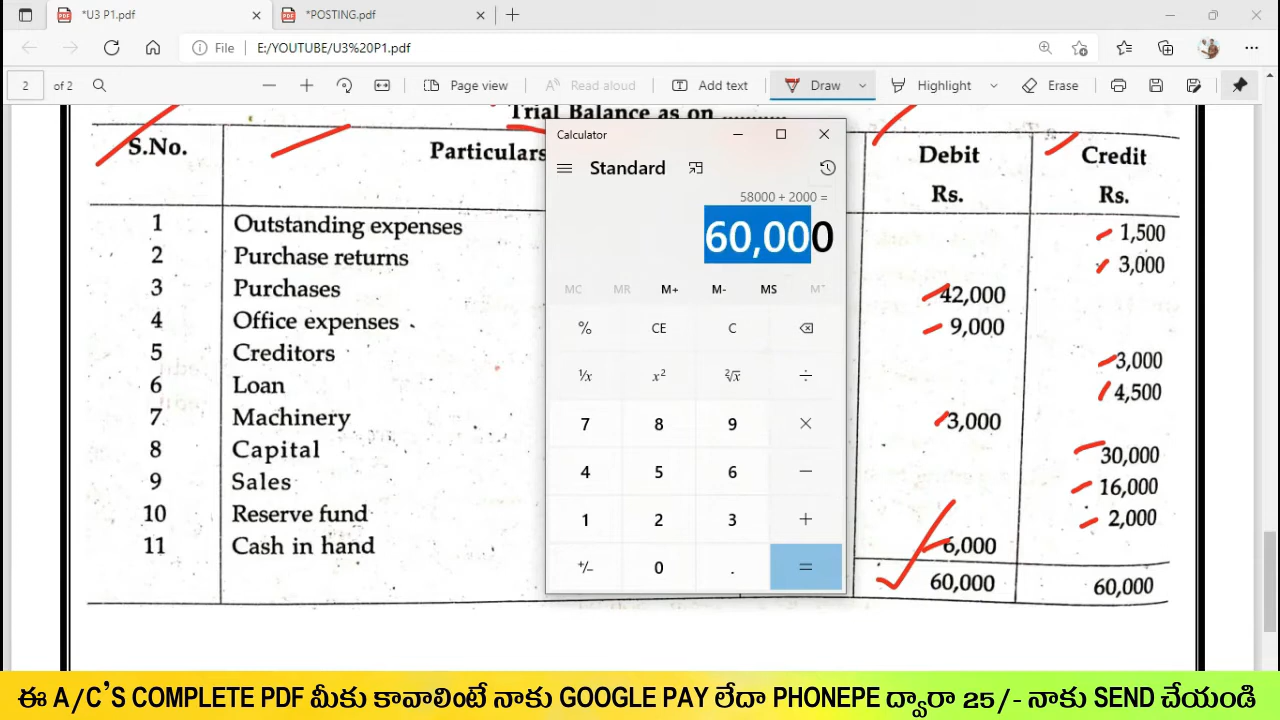 *U3 P1.pdf
*POSTING.pdf
File E:/YOUTUBE/U3%20P1.pdf
2 of 2 Page view Read aloud Add text Draw Highlight Erase
Trial Balance as on ...........
S.No. Particulars Debit Rs. Credit Rs.
1 Outstanding expenses 1,500
2 Purchase returns 3,000
3 Purchases 42,000
4 Office expenses 9,000
5 Creditors 3,000
6 Loan 4,500
7 Machinery 3,000
8 Capital 30,000
9 Sales 16,000
10 Reserve fund 2,000
11 Cash in hand 6,000
60,000 60,000
Calculator
Standard
58000 + 2000 =
60,000
MC MR M+ M- MS M˅
% CE C
¹/x x² ²√x ÷
7 8 9 ×
4 5 6 −
1 2 3 +
+/− 0 . =
ఈ A/C'S COMPLETE PDF మీకు కావాలింటే నాకు GOOGLE PAY లేదా PHONEPE ద్వారా 25/- నాకు SEND చేయండి